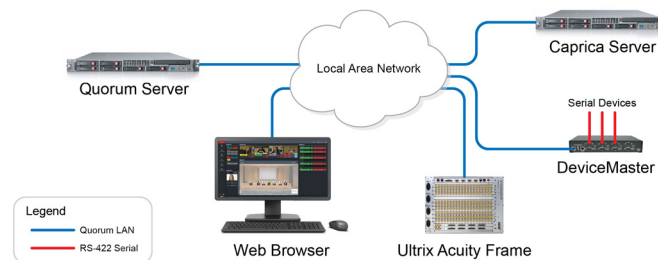 Caprica Server
Local Area Network
Quorum Server
Serial Devices
DeviceMaster
Legend
Quorum LAN
RS-422 Serial
Web Browser
Ultrix Acuity Frame